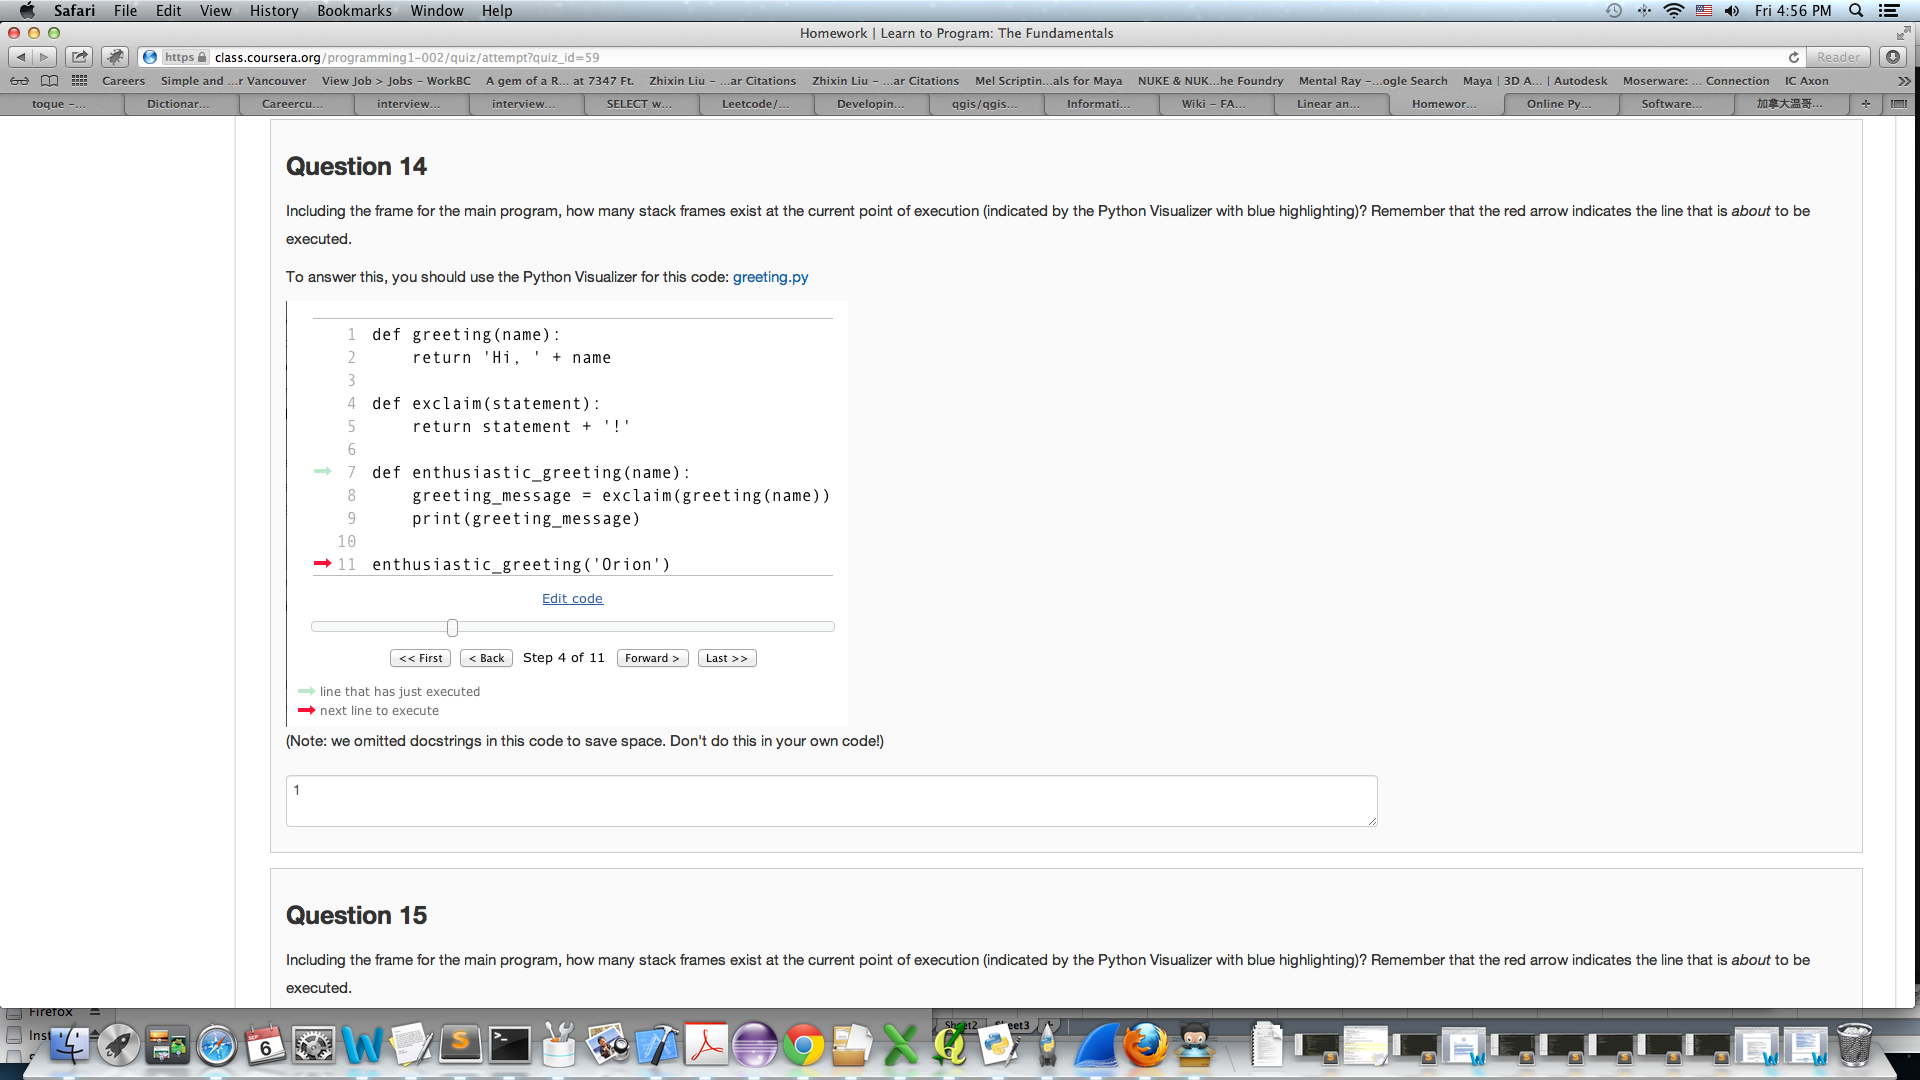 Safari File Edit View History Bookmarks Window Help Fri 4:56 PM
Homework | Learn to Program: The Fundamentals
https class.coursera.org/programming1-002/quiz/attempt?quiz_id=59 Reader
Careers Simple and ...r Vancouver View Job > Jobs – WorkBC A gem of a R... at 7347 Ft. Zhixin Liu – ...ar Citations Zhixin Liu – ...ar Citations Mel Scriptin...als for Maya NUKE & NUK...he Foundry Mental Ray –...ogle Search Maya | 3D A... | Autodesk Moserware: ... Connection IC Axon
toque –... Dictionar... Careercu... interview... interview... SELECT w... Leetcode/... Developin... qgis/qgis... Informati... Wiki – FA... Linear an... Homewor... Online Py... Software... 加拿大温哥...
Question 14
Including the frame for the main program, how many stack frames exist at the current point of execution (indicated by the Python Visualizer with blue highlighting)? Remember that the red arrow indicates the line that is about to be
executed.
To answer this, you should use the Python Visualizer for this code: greeting.py
1 def greeting(name):
2 return 'Hi, ' + name
3
4 def exclaim(statement):
5 return statement + '!'
6
7 def enthusiastic_greeting(name):
8 greeting_message = exclaim(greeting(name))
9 print(greeting_message)
10
11 enthusiastic_greeting('Orion')
Edit code
<< First < Back Step 4 of 11 Forward > Last >>
line that has just executed
next line to execute
(Note: we omitted docstrings in this code to save space. Don't do this in your own code!)
1
Question 15
Including the frame for the main program, how many stack frames exist at the current point of execution (indicated by the Python Visualizer with blue highlighting)? Remember that the red arrow indicates the line that is about to be
executed.
Firefox
Inst
Sheet2 Sheet3
SEP
6